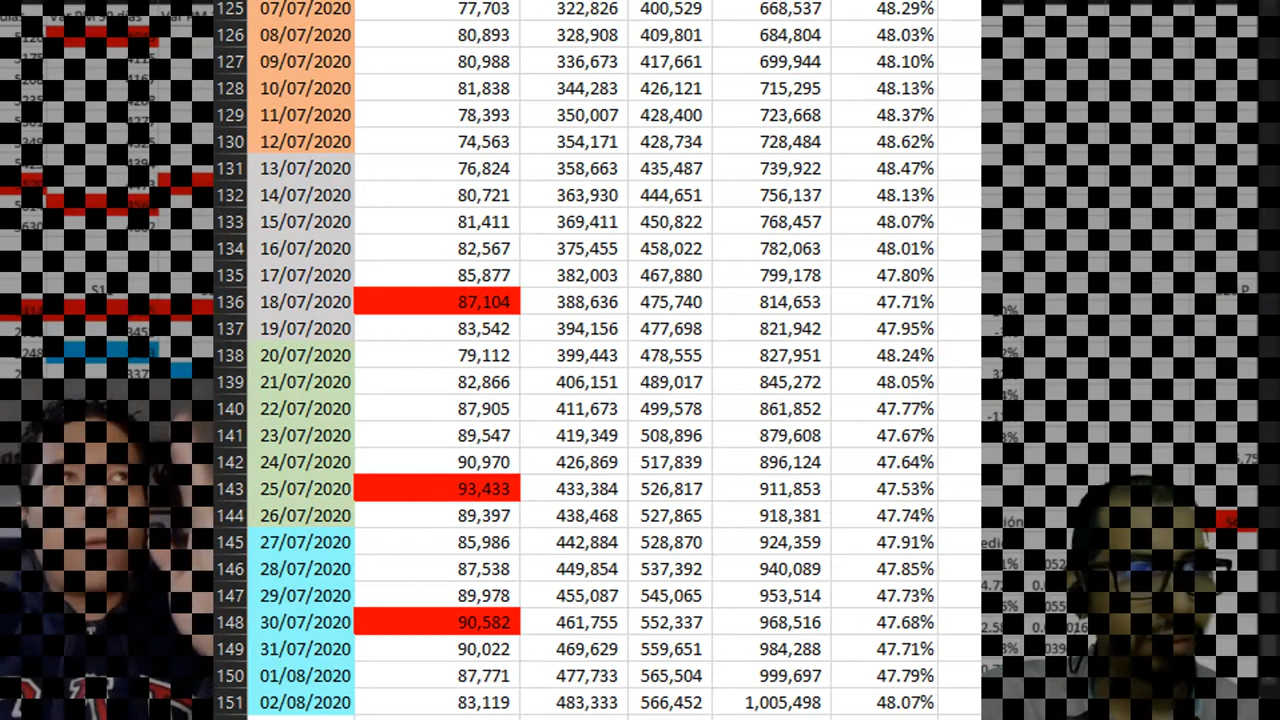 125 07/07/2020 77,703 322,826 400,529 668,537 48.29%
126 08/07/2020 80,893 328,908 409,801 684,804 48.03%
127 09/07/2020 80,988 336,673 417,661 699,944 48.10%
128 10/07/2020 81,838 344,283 426,121 715,295 48.13%
129 11/07/2020 78,393 350,007 428,400 723,668 48.37%
130 12/07/2020 74,563 354,171 428,734 728,484 48.62%
131 13/07/2020 76,824 358,663 435,487 739,922 48.47%
132 14/07/2020 80,721 363,930 444,651 756,137 48.13%
133 15/07/2020 81,411 369,411 450,822 768,457 48.07%
134 16/07/2020 82,567 375,455 458,022 782,063 48.01%
135 17/07/2020 85,877 382,003 467,880 799,178 47.80%
136 18/07/2020 87,104 388,636 475,740 814,653 47.71%
137 19/07/2020 83,542 394,156 477,698 821,942 47.95%
138 20/07/2020 79,112 399,443 478,555 827,951 48.24%
139 21/07/2020 82,866 406,151 489,017 845,272 48.05%
140 22/07/2020 87,905 411,673 499,578 861,852 47.77%
141 23/07/2020 89,547 419,349 508,896 879,608 47.67%
142 24/07/2020 90,970 426,869 517,839 896,124 47.64%
143 25/07/2020 93,433 433,384 526,817 911,853 47.53%
144 26/07/2020 89,397 438,468 527,865 918,381 47.74%
145 27/07/2020 85,986 442,884 528,870 924,359 47.91%
146 28/07/2020 87,538 449,854 537,392 940,089 47.85%
147 29/07/2020 89,978 455,087 545,065 953,514 47.73%
148 30/07/2020 90,582 461,755 552,337 968,516 47.68%
149 31/07/2020 90,022 469,629 559,651 984,288 47.71%
150 01/08/2020 87,771 477,733 565,504 999,697 47.79%
151 02/08/2020 83,119 483,333 566,452 1,005,498 48.07%